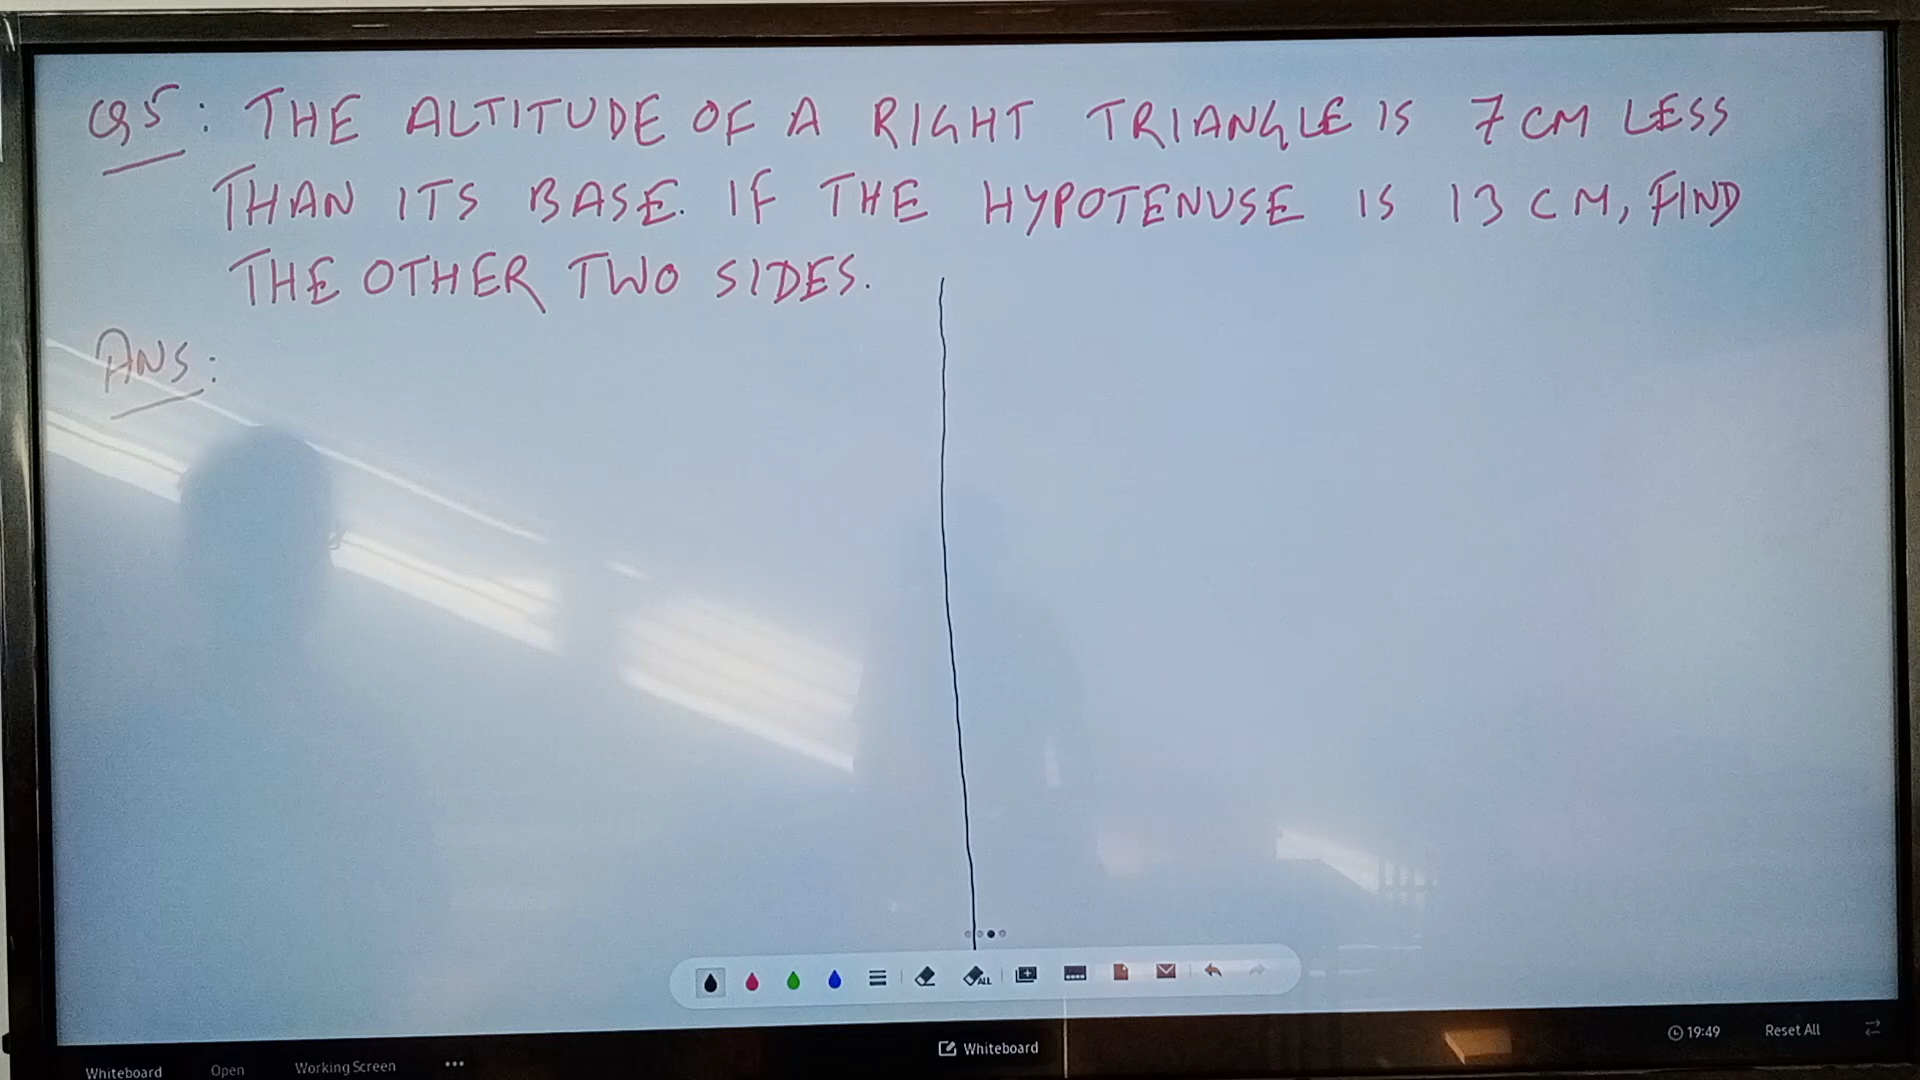 Q5: THE ALTITUDE OF A RIGHT TRIANGLE IS 7 CM LESS
THAN ITS BASE. IF THE HYPOTENUSE IS 13 CM, FIND
THE OTHER TWO SIDES.
ANS:
ALL
19:49 Reset All
Whiteboard
Whiteboard Open Working Screen •••